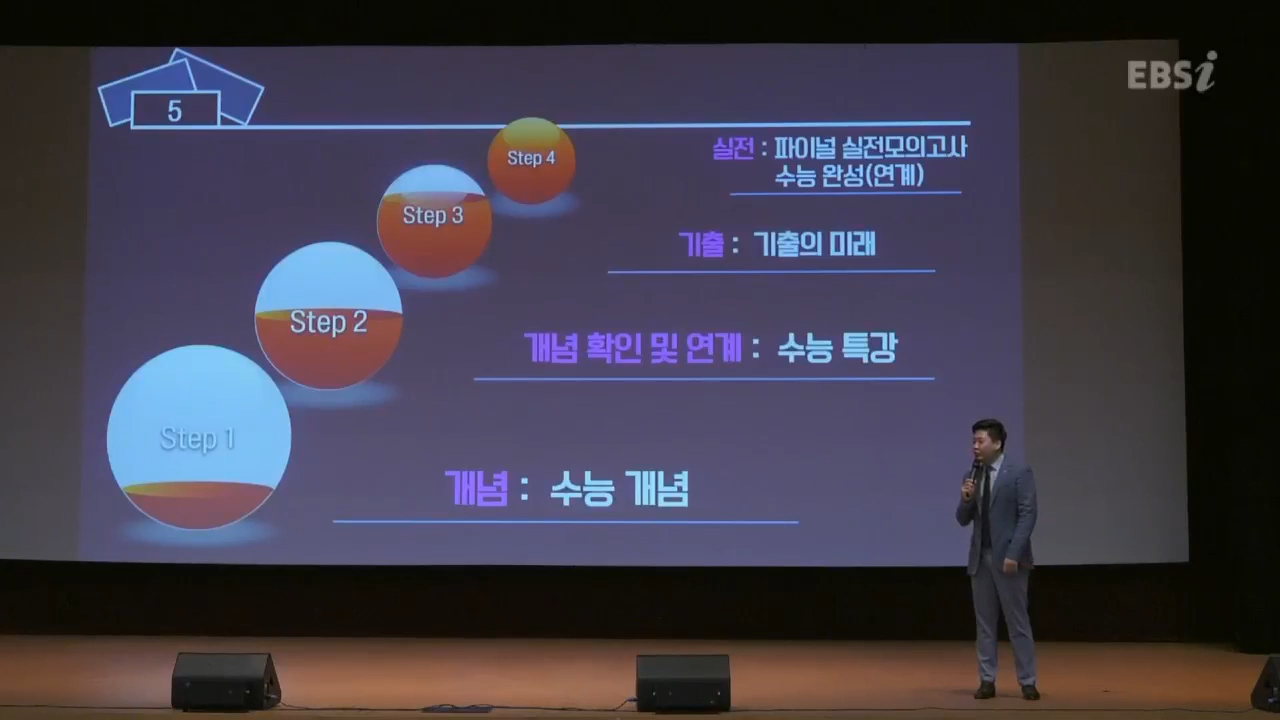 EBSi
5
Step 4
실전 : 파이널 실전모의고사
수능 완성(연계)
Step 3
기출 : 기출의 미래
Step 2
개념 확인 및 연계 : 수능 특강
Step 1
개념 : 수능 개념